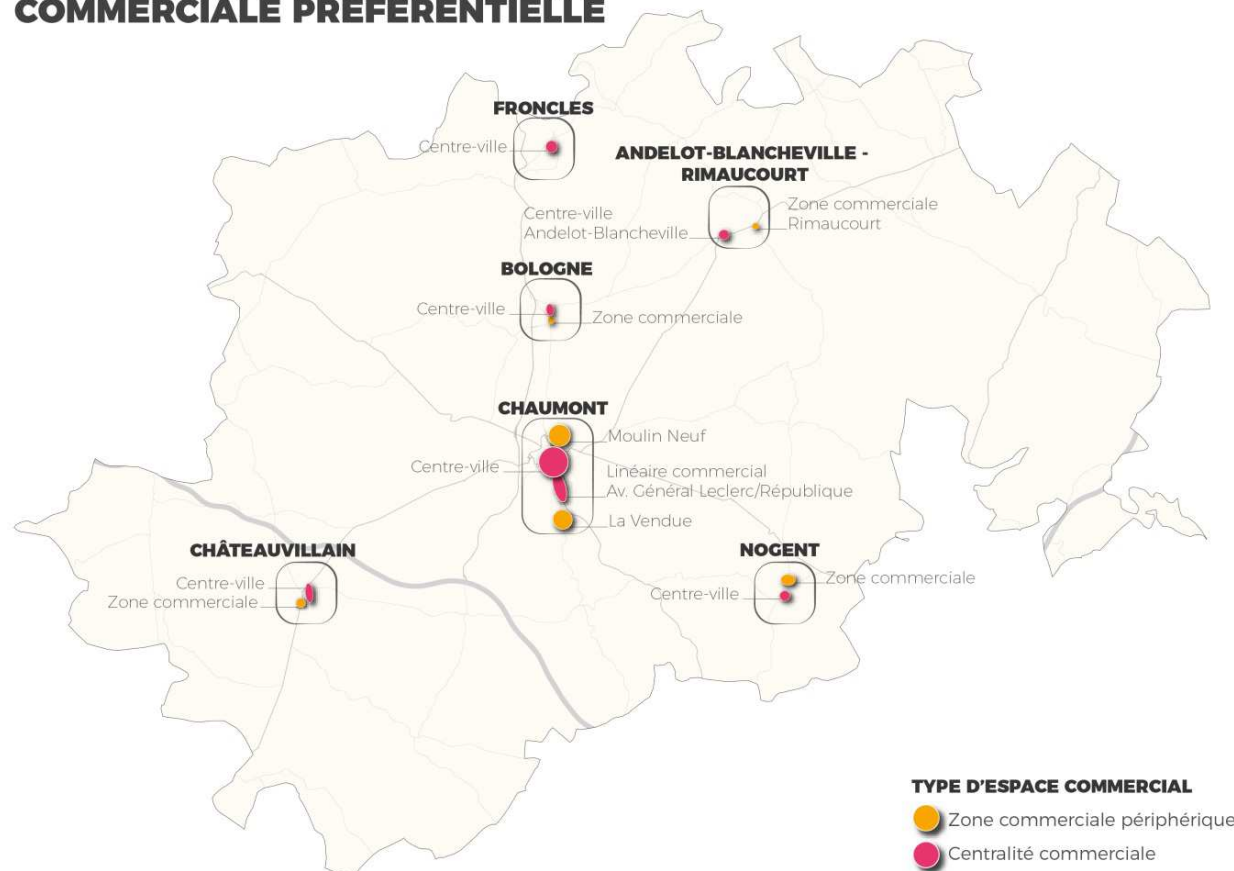 COMMERCIALE PRÉFÉRENTIELLE
FRONCLES
Centre-ville
ANDELOT-BLANCHEVILLE -
RIMAUCOURT
Zone commerciale
Rimaucourt
Centre-ville
Andelot-Blancheville
BOLOGNE
Centre-ville
Zone commerciale
CHAUMONT
Moulin Neuf
Centre-ville
Linéaire commercial
Av. Général Leclerc/République
La Vendue
CHÂTEAUVILLAIN
Centre-ville
Zone commerciale
NOGENT
Zone commerciale
Centre-ville
TYPE D'ESPACE COMMERCIAL
Zone commerciale périphérique
Centralité commerciale